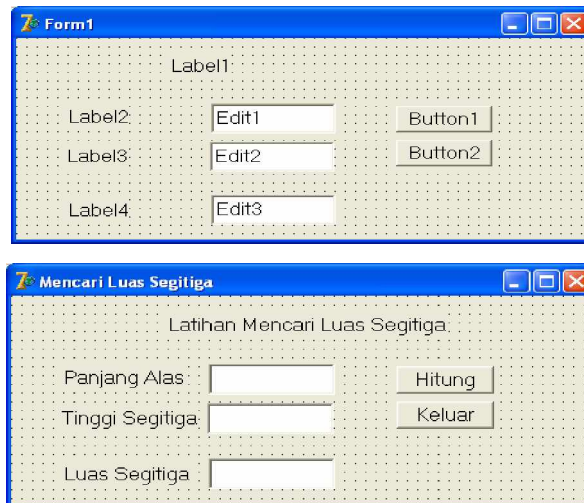 Form1
Label1
Label2 Edit1 Button1
Label3 Edit2 Button2
Label4 Edit3
Mencari Luas Segitiga
Latihan Mencari Luas Segitiga
Panjang Alas Hitung
Tinggi Segitiga Keluar
Luas Segitiga